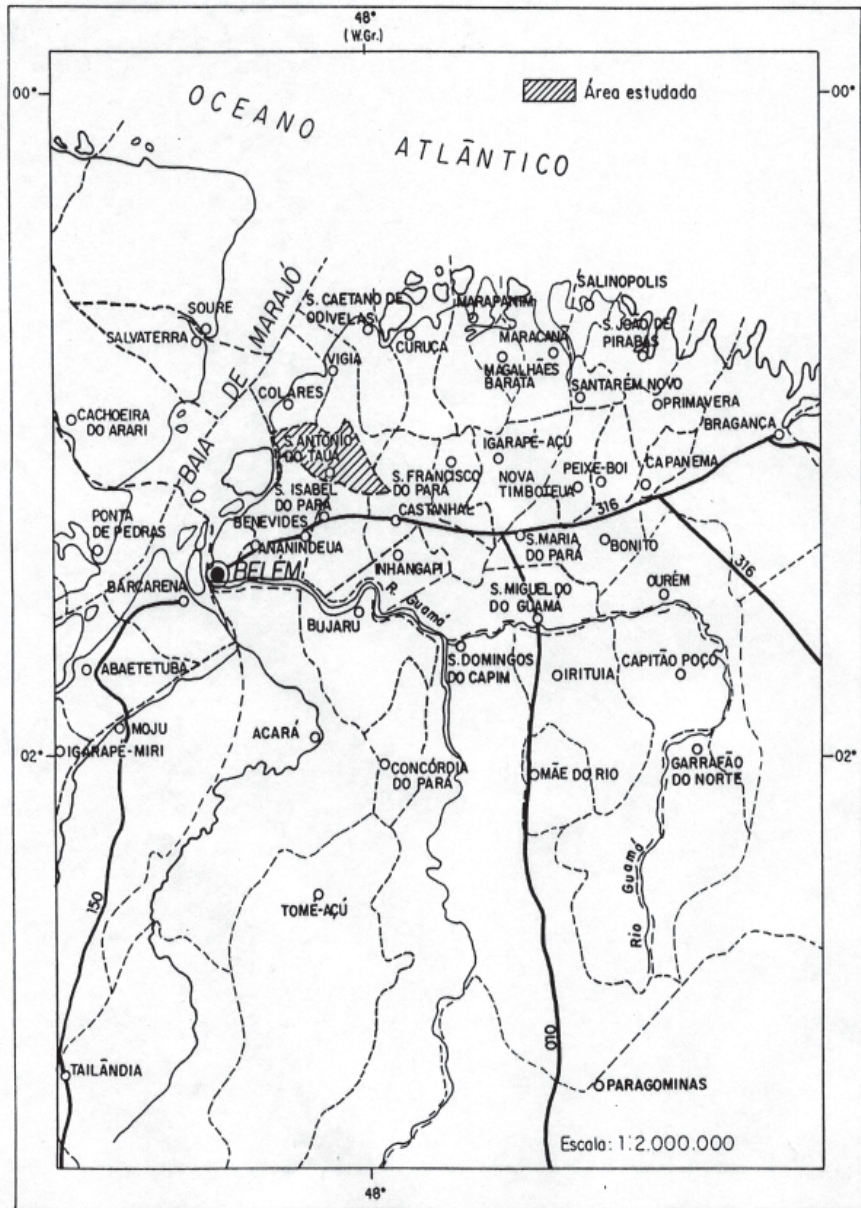 48°
(W.Gr.)
00°
00°
Área estudada
OCEANO
ATLÂNTICO
BAIA DE MARAJÓ
SALINOPOLIS
S. CAETANO DE
ODIVELAS
MARAPANIM
SOURE
SALVATERRA
CURUÇA
MARACANÃ
S. JOÃO DE
PIRABAS
VIGIA
MAGALHÃES
BARATA
SANTARÉM NOVO
COLARES
PRIMAVERA
CACHOEIRA
DO ARARI
BRAGANÇA
S. ANTÔNIO
DO TAUÁ
IGARAPÉ-AÇÚ
S. FRANCISCO
DO PARÁ
NOVA
TIMBOTEUA
PEIXE-BOI
CAPANEMA
S. ISABEL
DO PARÁ
CASTANHAL
316
PONTA
DE PEDRAS
BENEVIDES
ANANINDEUA
S. MARIA
DO PARÁ
BONITO
316
BELÉM
INHANGAPI
BARCARENA
R. Guamá
S. MIGUEL DO
DO GUAMÁ
OURÉM
BUJARU
ABAETETUBA
S. DOMINGOS
DO CAPIM
IRITUIA
CAPITÃO POÇO
MOJU
ACARÁ
IGARAPÉ-MIRI
02°
02°
CONCÓRDIA
DO PARÁ
MÃE DO RIO
GARRAFÃO
DO NORTE
Rio Guamá
150
TOMÉ-AÇÚ
010
TAILÂNDIA
PARAGOMINAS
Escala: 1:2.000.000
48°